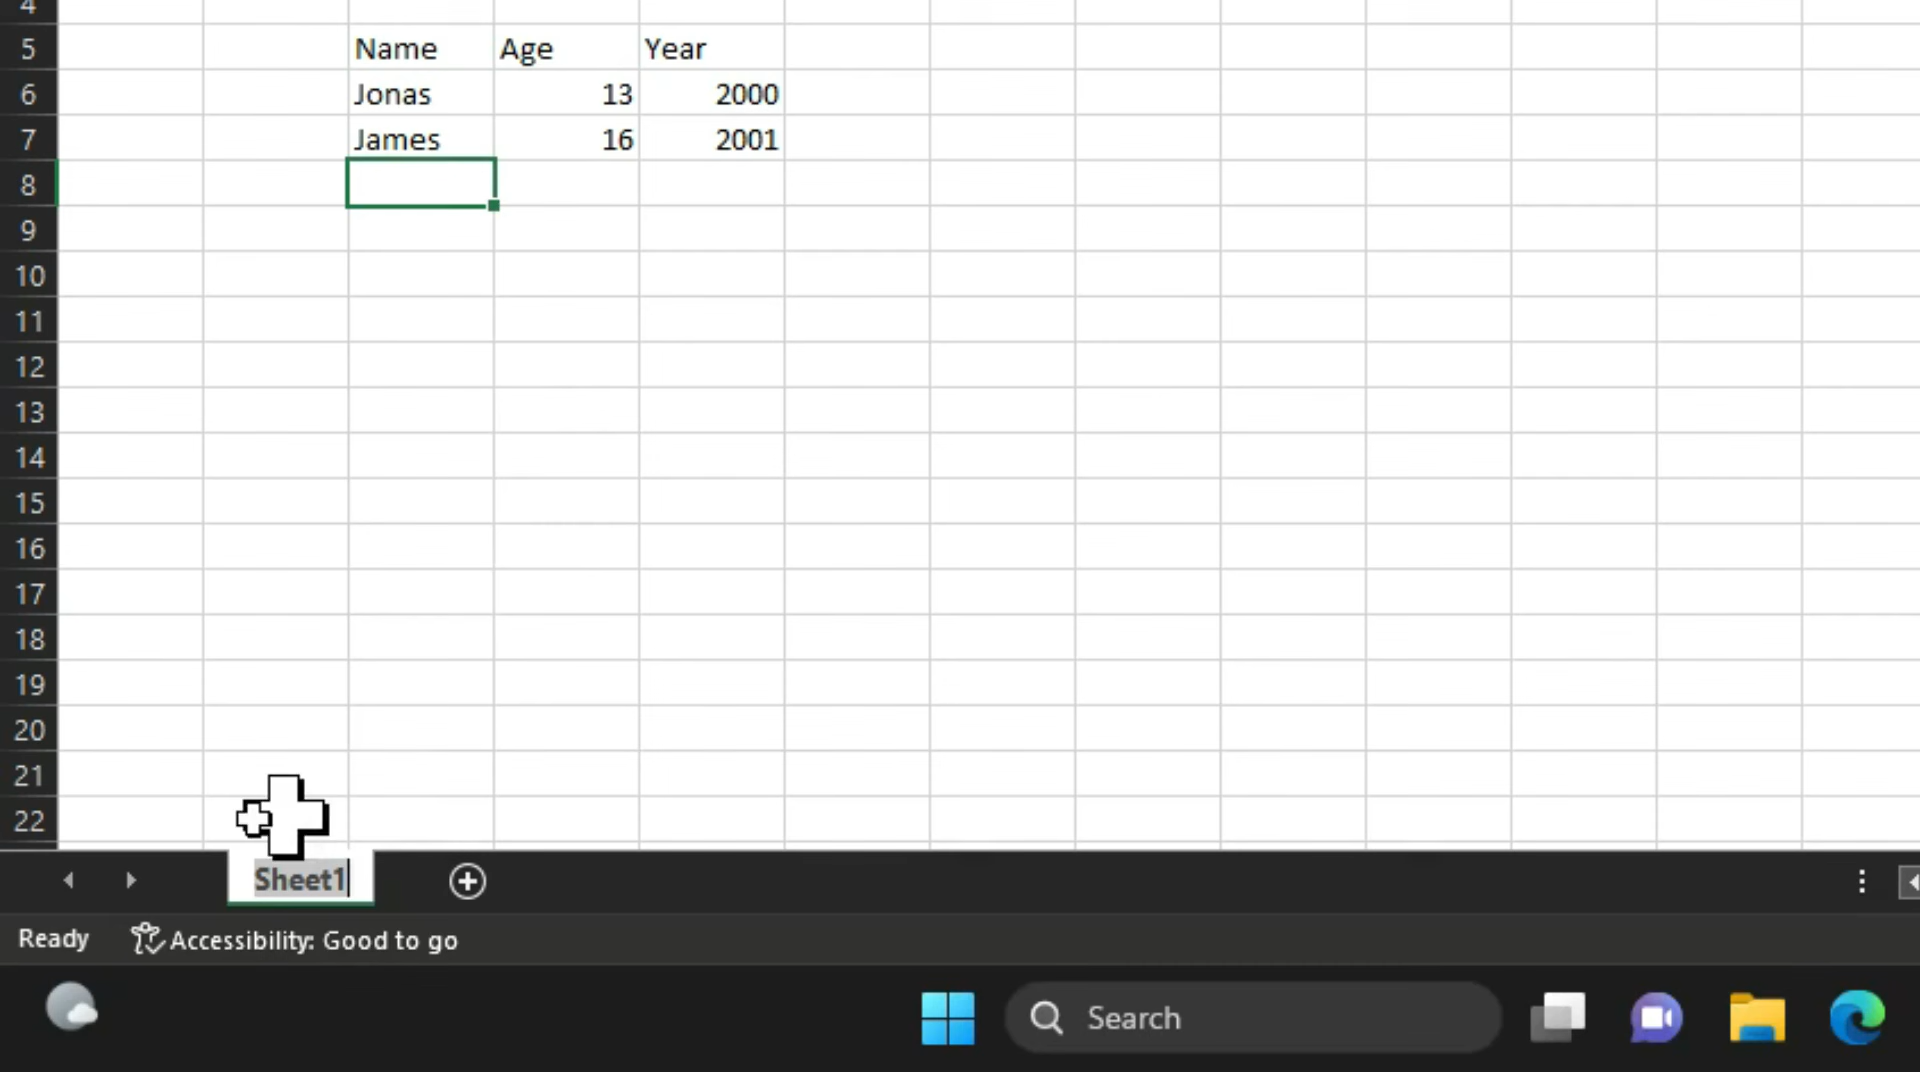 4
5 Name Age Year
6 Jonas 13 2000
7 James 16 2001
8
9
10
11
12
13
14
15
16
17
18
19
20
21
22
Sheet1
Ready Accessibility: Good to go
Search